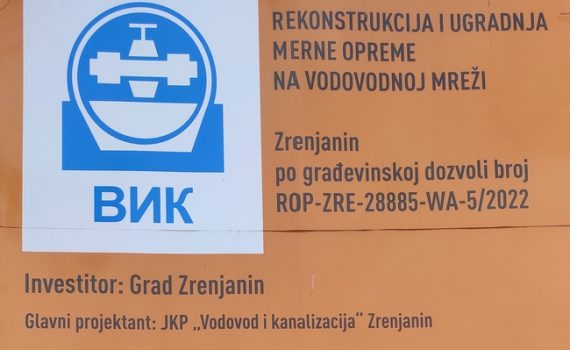 REKONSTRUKCIJA I UGRADNJA
MERNE OPREME
NA VODOVODNOJ MREŽI
Zrenjanin
po građevinskoj dozvoli broj
ROP-ZRE-28885-WA-5/2022
ВИК
Investitor: Grad Zrenjanin
Glavni projektant: JKP „Vodovod i kanalizacija“ Zrenjanin